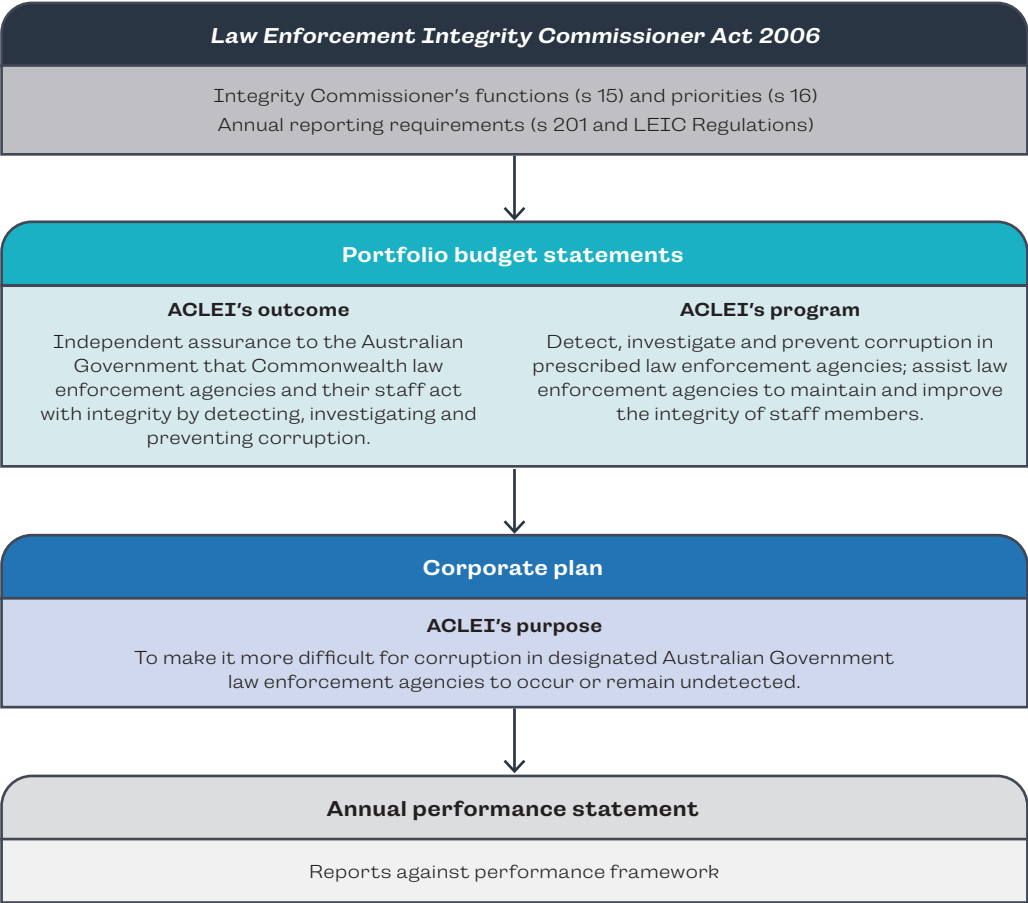 Law Enforcement Integrity Commissioner Act 2006
Integrity Commissioner’s functions (s 15) and priorities (s 16)
Annual reporting requirements (s 201 and LEIC Regulations)
Portfolio budget statements
ACLEI’s outcome
Independent assurance to the Australian
Government that Commonwealth law
enforcement agencies and their staff act
with integrity by detecting, investigating and
preventing corruption.
ACLEI’s program
Detect, investigate and prevent corruption in
prescribed law enforcement agencies; assist law
enforcement agencies to maintain and improve
the integrity of staff members.
Corporate plan
ACLEI’s purpose
To make it more difficult for corruption in designated Australian Government
law enforcement agencies to occur or remain undetected.
Annual performance statement
Reports against performance framework